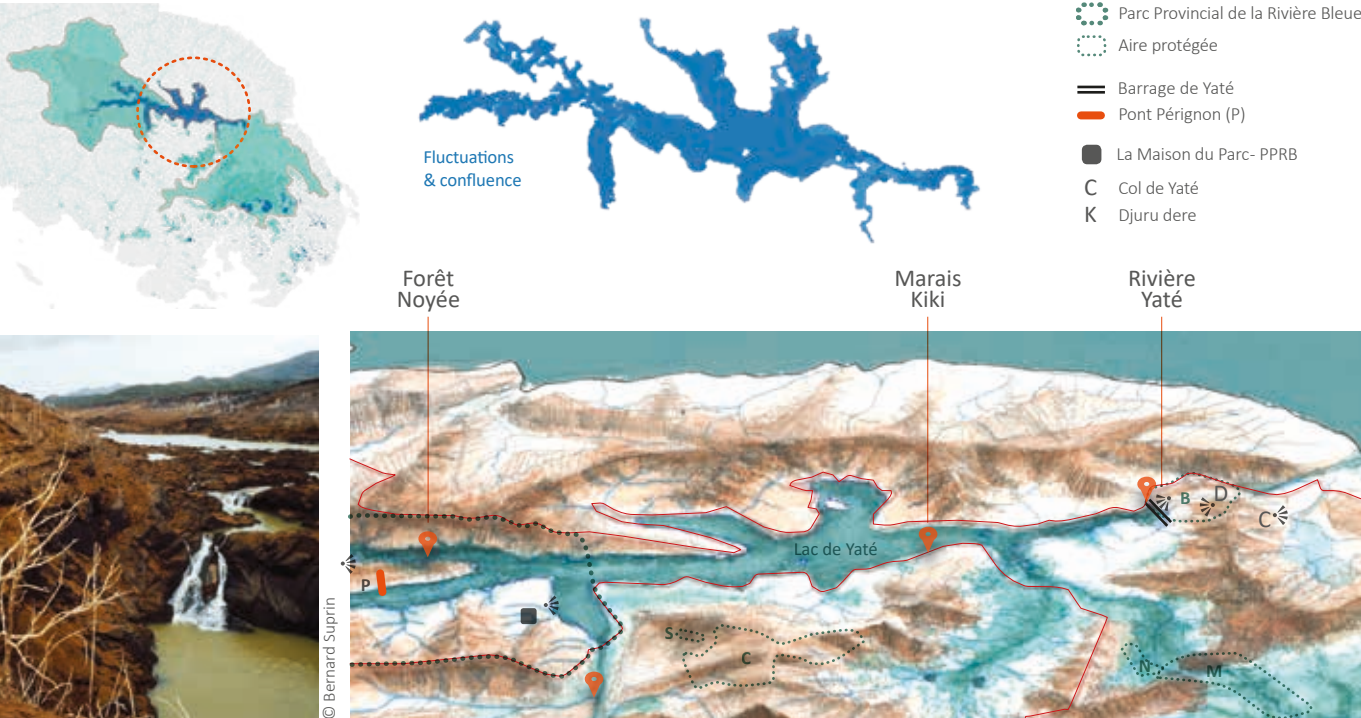 Parc Provincial de la Rivière Bleue
Aire protégée
Barrage de Yaté
Pont Pérignon (P)
La Maison du Parc- PPRB
C Col de Yaté
K Djuru dere
Fluctuations
& confluence
Forêt
Noyée
Marais
Kiki
Rivière
Yaté
© Bernard Suprin
B
D
C
Lac de Yaté
P
S
C
N
M